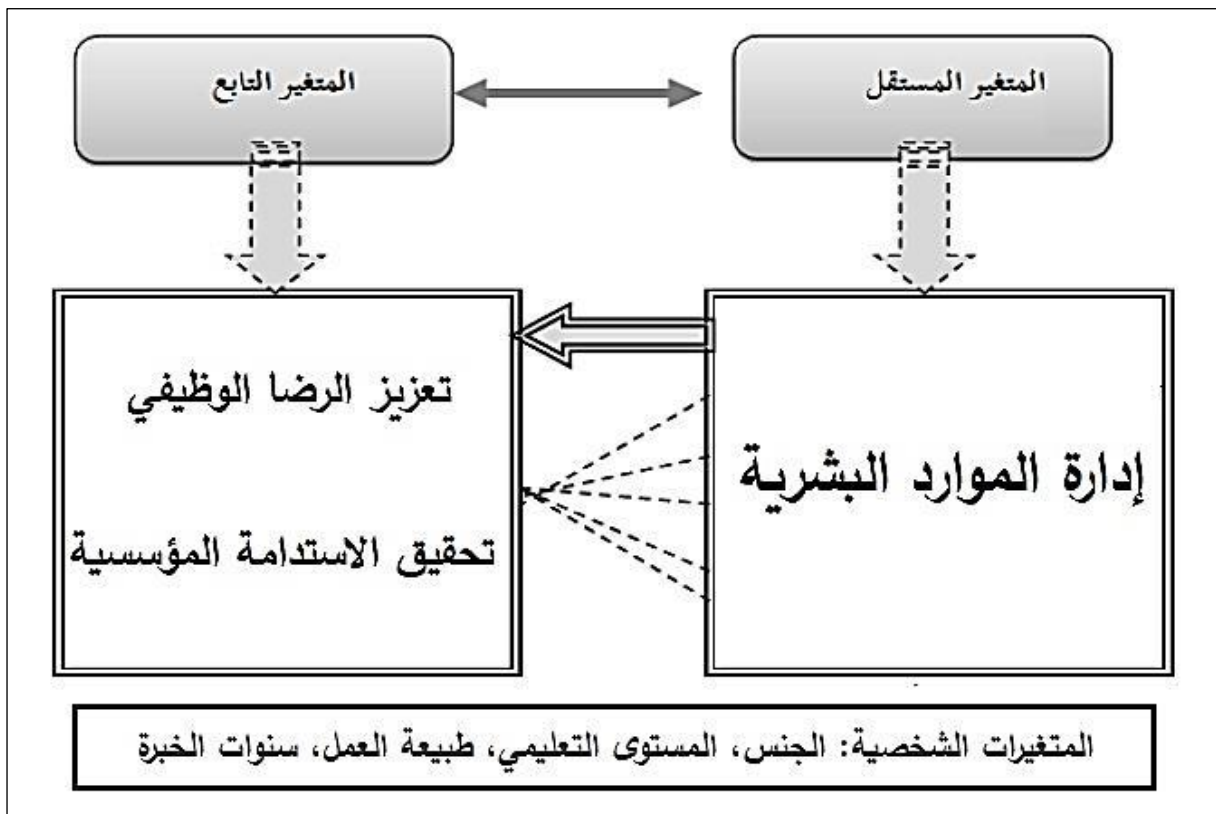 المتغير المستقل
المتغير التابع
إدارة الموارد البشرية
تعزيز الرضا الوظيفي
تحقيق الاستدامة المؤسسية
المتغيرات الشخصية: الجنس، المستوى التعليمي، طبيعة العمل، سنوات الخبرة